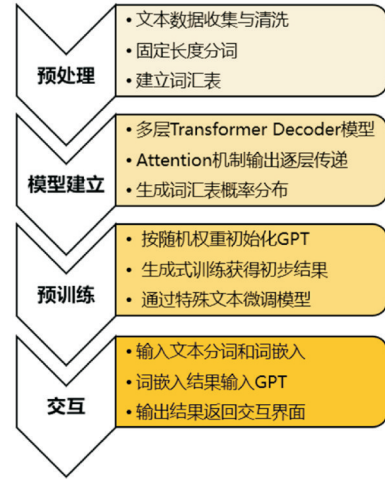 预处理
•文本数据收集与清洗
•固定长度分词
•建立词汇表
模型建立
•多层Transformer Decoder模型
•Attention机制输出逐层传递
•生成词汇表概率分布
预训练
•按随机权重初始化GPT
•生成式训练获得初步结果
•通过特殊文本微调模型
交互
•输入文本分词和词嵌入
•词嵌入结果输入GPT
•输出结果返回交互界面